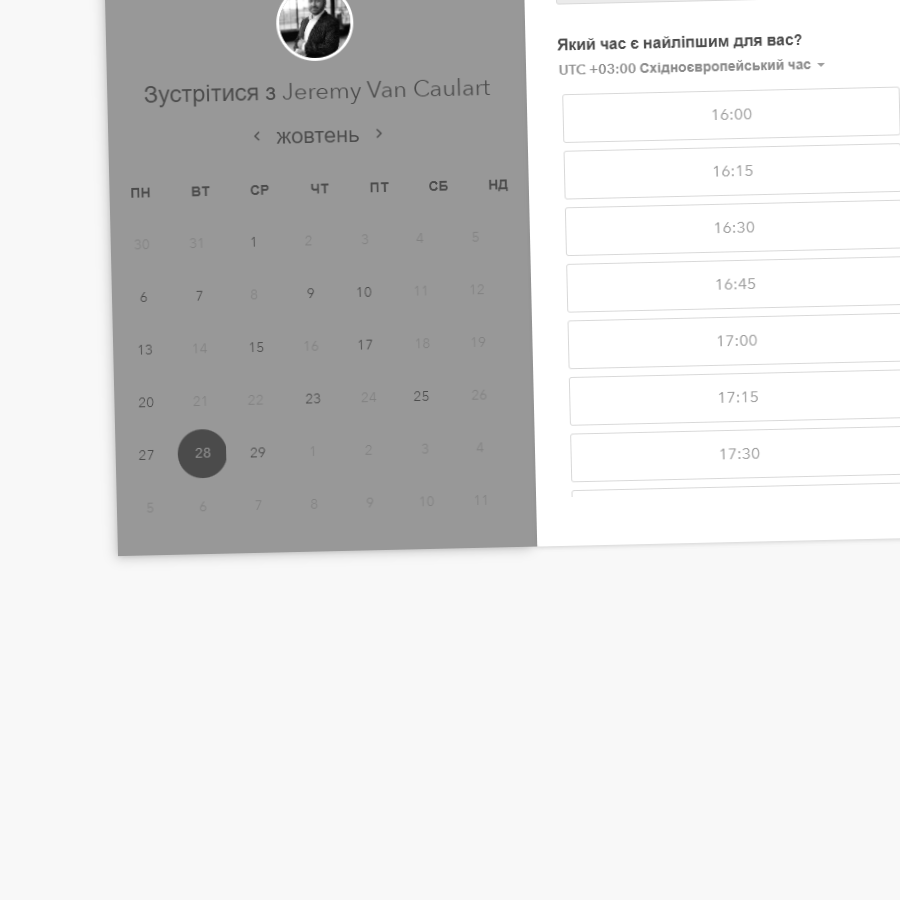 Зустрітися з Jeremy Van Caulart
жовтень
ПН ВТ СР ЧТ ПТ СБ НД
30 31 1 2 3 4 5
6 7 8 9 10 11 12
13 14 15 16 17 18 19
20 21 22 23 24 25 26
27 28 29 1 2 3 4
5 6 7 8 9 10 11
Який час є найліпшим для вас?
UTC +03:00 Східноєвропейський час
16:00
16:15
16:30
16:45
17:00
17:15
17:30